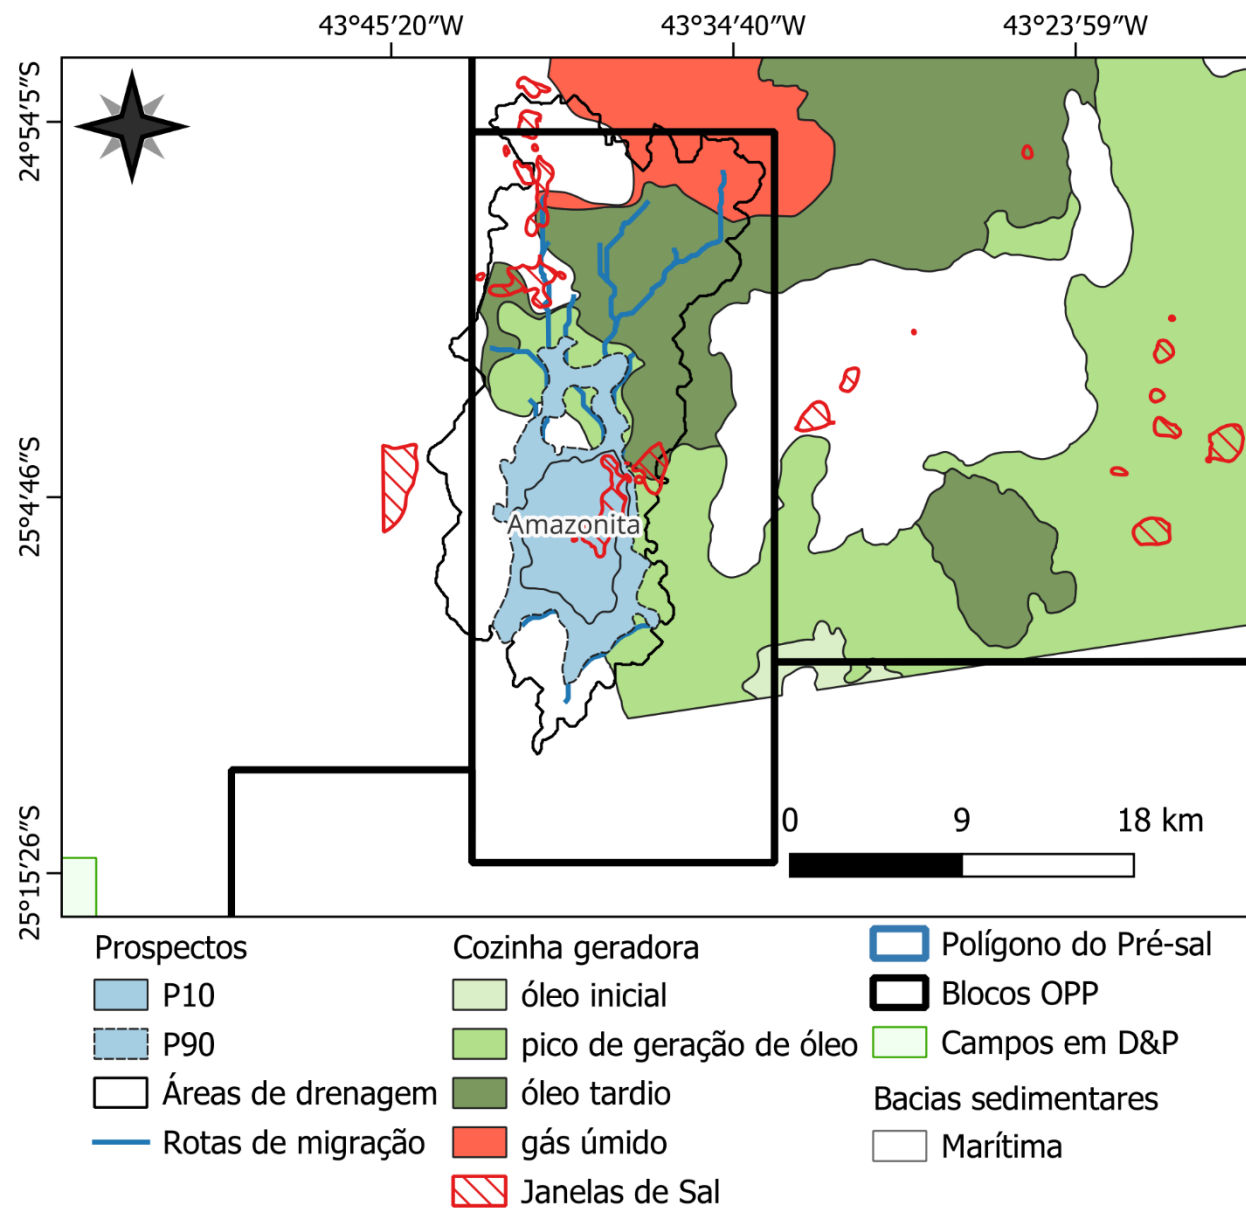 43°45′20″W
43°34′40″W
43°23′59″W
24°54′5″S
25°4′46″S
25°15′26″S
Amazonita
0 9 18 km
Prospectos
P10
P90
Áreas de drenagem
Rotas de migração
Cozinha geradora
óleo inicial
pico de geração de óleo
óleo tardio
gás úmido
Janelas de Sal
Polígono do Pré-sal
Blocos OPP
Campos em D&P
Bacias sedimentares
Marítima